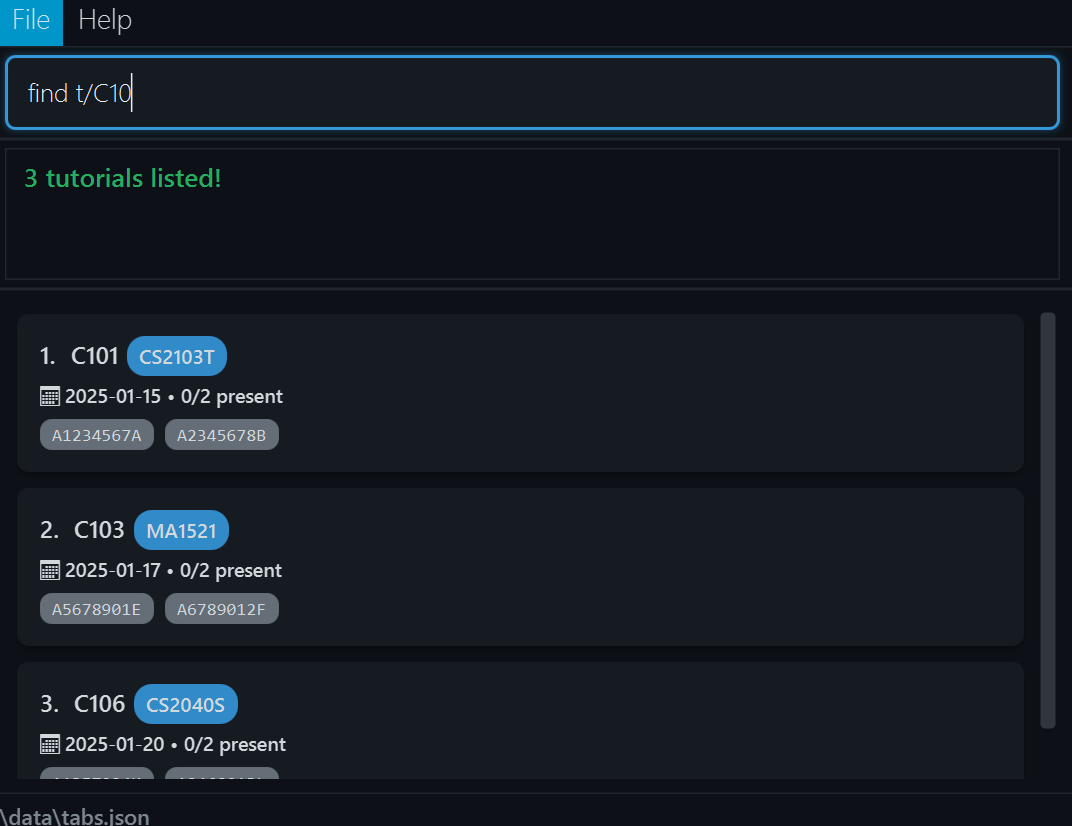 File Help
find t/C10
3 tutorials listed!
1. C101 CS2103T
2025-01-15 • 0/2 present
A1234567A A2345678B
2. C103 MA1521
2025-01-17 • 0/2 present
A5678901E A6789012F
3. C106 CS2040S
2025-01-20 • 0/2 present
\data\tabs.json